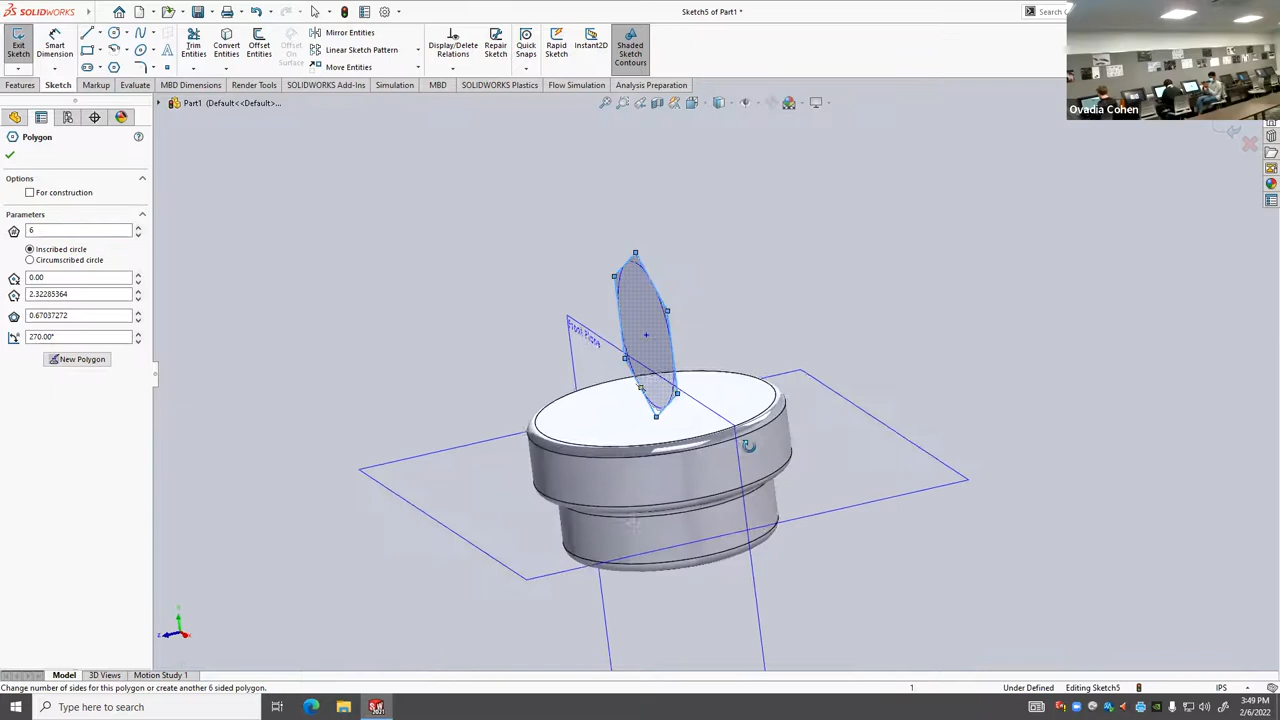 SOLIDWORKS
Sketch5 of Part1 *
Search
Exit Sketch
Smart Dimension
Trim Entities
Convert Entities
Offset Entities
Offset On Surface
Mirror Entities
Linear Sketch Pattern
Move Entities
Display/Delete Relations
Repair Sketch
Quick Snaps
Rapid Sketch
Instant2D
Shaded Sketch Contours
Features
Sketch
Markup
Evaluate
MBD Dimensions
Render Tools
SOLIDWORKS Add-Ins
Simulation
MBD
SOLIDWORKS Plastics
Flow Simulation
Analysis Preparation
Ovadia Cohen
Part1 (Default<<Default>...
Polygon
Options
For construction
Parameters
6
Inscribed circle
Circumscribed circle
0.00
2.32285364
0.67037272
270.00°
New Polygon
Front Plane
Model
3D Views
Motion Study 1
Change number of sides for this polygon or create another 6 sided polygon.
1
Under Defined
Editing Sketch5
IPS
Type here to search
3:49 PM
2/6/2022